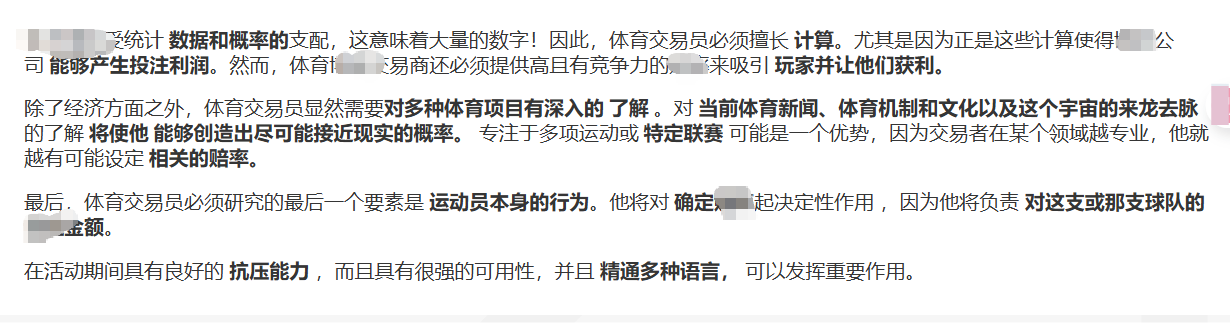 受统计 数据和概率的支配，这意味着大量的数字！因此，体育交易员必须擅长 计算。尤其是因为正是这些计算使得 公
司 能够产生投注利润。然而，体育 交易商还必须提供高且有竞争力的 来吸引 玩家并让他们获利。
除了经济方面之外，体育交易员显然需要对多种体育项目有深入的 了解 。对 当前体育新闻、体育机制和文化以及这个宇宙的来龙去脉
的了解 将使他 能够创造出尽可能接近现实的概率。 专注于多项运动或 特定联赛 可能是一个优势，因为交易者在某个领域越专业，他就
越有可能设定 相关的赔率。
最后，体育交易员必须研究的最后一个要素是 运动员本身的行为。他将对 确定 起决定性作用 ，因为他将负责 对这支或那支球队的
金额。
在活动期间具有良好的 抗压能力 ，而且具有很强的可用性，并且 精通多种语言， 可以发挥重要作用。